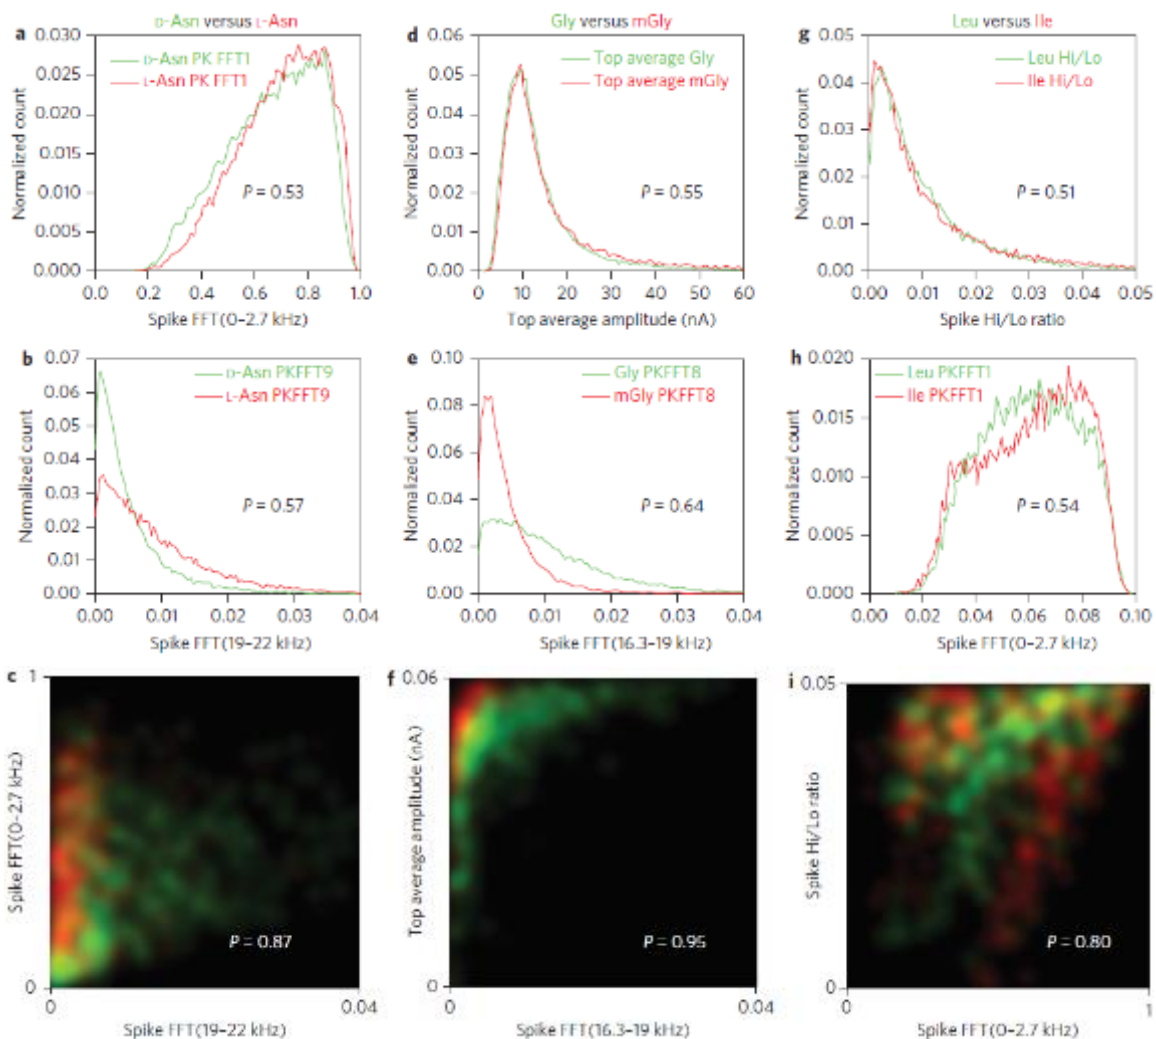 D-Asn versus L-Asn
a
D-Asn PK FFT1
L-Asn PK FFT1
Normalized count
0.030
0.025
0.020
0.015
0.010
0.005
0.000
P = 0.53
0.0 0.2 0.4 0.6 0.8 1.0
Spike FFT(0–2.7 kHz)
Gly versus mGly
d
Top average Gly
Top average mGly
Normalized count
0.06
0.05
0.04
0.03
0.02
0.01
0.00
P = 0.55
0 10 20 30 40 50 60
Top average amplitude (nA)
Leu versus Ile
g
Leu Hi/Lo
Ile Hi/Lo
Normalized count
0.05
0.04
0.03
0.02
0.01
0.00
P = 0.51
0.00 0.01 0.02 0.03 0.04 0.05
Spike Hi/Lo ratio
b
D-Asn PKFFT9
L-Asn PKFFT9
Normalized count
0.07
0.06
0.05
0.04
0.03
0.02
0.01
0.00
P = 0.57
0.00 0.01 0.02 0.03 0.04
Spike FFT(19–22 kHz)
e
Gly PKFFT8
mGly PKFFT8
Normalized count
0.10
0.08
0.06
0.04
0.02
0.00
P = 0.64
0.00 0.01 0.02 0.03 0.04
Spike FFT(16.3–19 kHz)
h
Leu PKFFT1
Ile PKFFT1
Normalized count
0.020
0.015
0.010
0.005
0.000
P = 0.54
0.00 0.02 0.04 0.06 0.08 0.10
Spike FFT(0–2.7 kHz)
c
1
Spike FFT(0–2.7 kHz)
P = 0.87
0
0 0.04
Spike FFT(19–22 kHz)
f
0.06
Top average amplitude (nA)
P = 0.95
0
0 0.04
Spike FFT(16.3–19 kHz)
i
0.05
Spike Hi/Lo ratio
P = 0.80
0
0 1
Spike FFT(0–2.7 kHz)